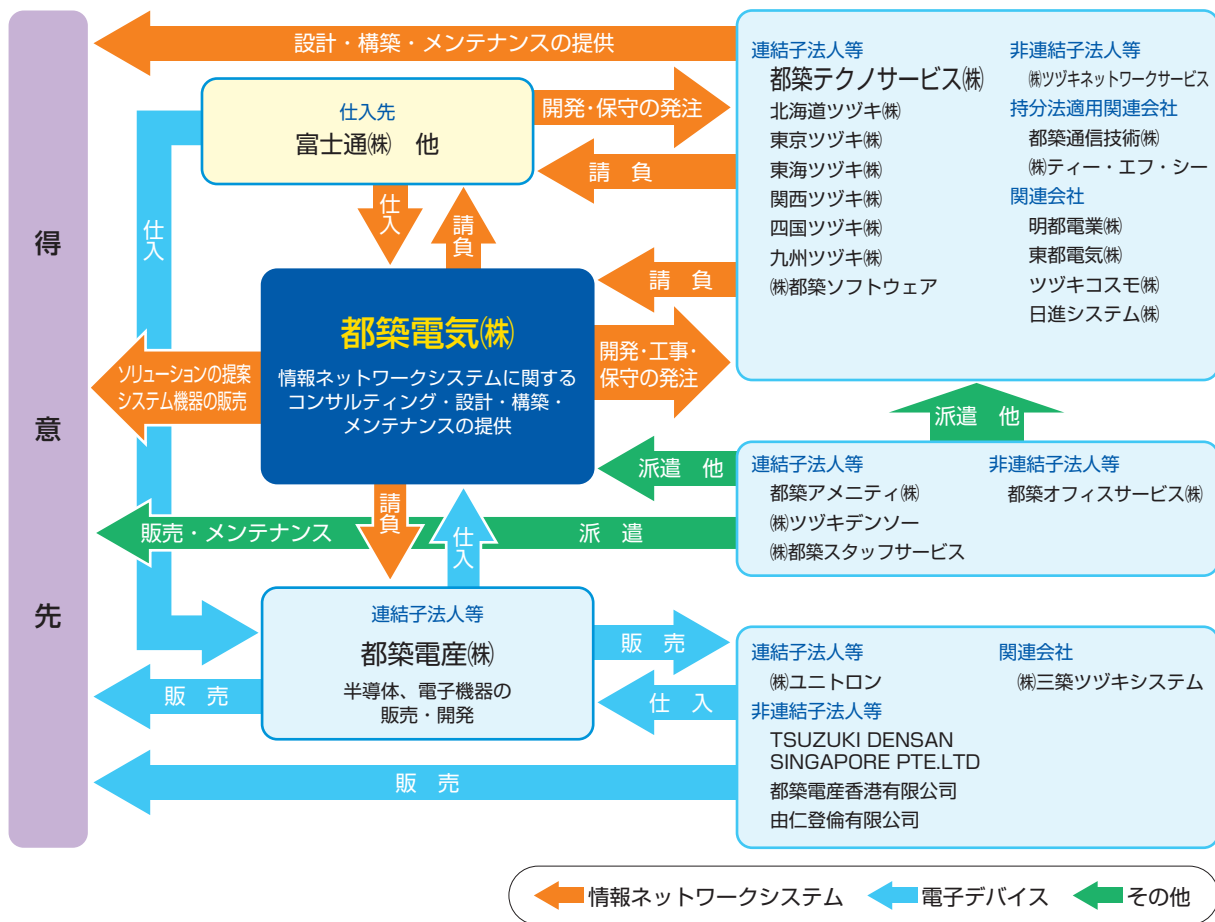 得意先
設計・構築・メンテナンスの提供
仕入先
富士通㈱　他
開発・保守の発注
請　負
仕入
請負
仕入
都築電気㈱
情報ネットワークシステムに関する
コンサルティング・設計・構築・
メンテナンスの提供
請　負
開発・工事・
保守の発注
ソリューションの提案
システム機器の販売
連結子法人等
都築テクノサービス㈱
北海道ツヅキ㈱
東京ツヅキ㈱
東海ツヅキ㈱
関西ツヅキ㈱
四国ツヅキ㈱
九州ツヅキ㈱
㈱都築ソフトウェア
非連結子法人等
㈱ツヅキネットワークサービス
持分法適用関連会社
都築通信技術㈱
㈱ティー・エフ・シー
関連会社
明都電業㈱
東都電気㈱
ツヅキコスモ㈱
日進システム㈱
派遣　他
派遣　他
連結子法人等
都築アメニティ㈱
㈱ツヅキデンソー
㈱都築スタッフサービス
非連結子法人等
都築オフィスサービス㈱
請負
仕入
販売・メンテナンス
派　遣
連結子法人等
都築電産㈱
半導体、電子機器の
販売・開発
販　売
販　売
仕　入
販　売
連結子法人等
㈱ユニトロン
非連結子法人等
TSUZUKI DENSAN
SINGAPORE PTE.LTD
都築電産香港有限公司
由仁登倫有限公司
関連会社
㈱三築ツヅキシステム
情報ネットワークシステム
電子デバイス
その他